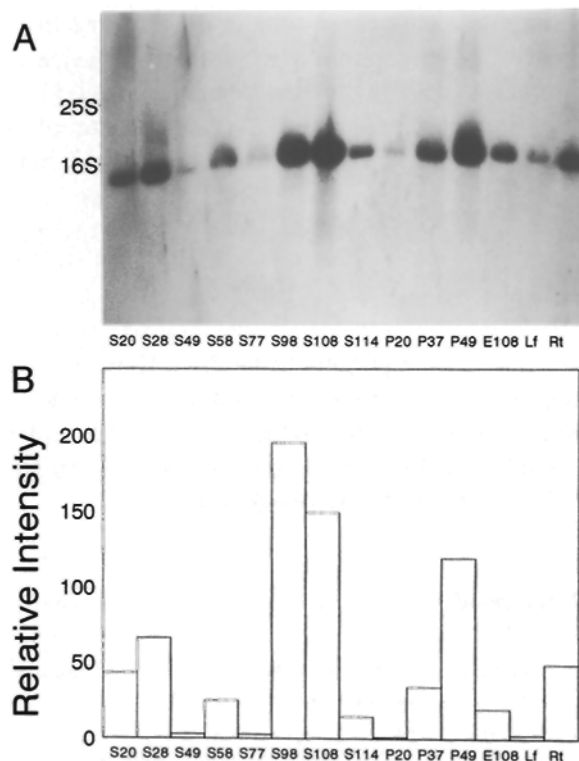 A
25S
16S
S20 S28 S49 S58 S77 S98 S108 S114 P20 P37 P49 E108 Lf Rt
B
Relative Intensity
200
150
100
50
0
S20 S28 S49 S58 S77 S98 S108 S114 P20 P37 P49 E108 Lf Rt